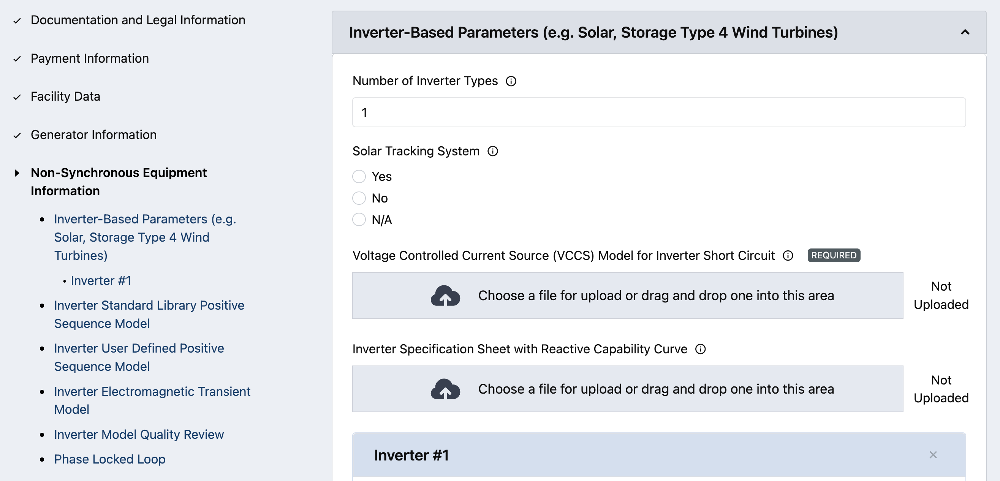 Documentation and Legal Information
Payment Information
Facility Data
Generator Information
Non-Synchronous Equipment
Information
Inverter-Based Parameters (e.g.
Solar, Storage Type 4 Wind
Turbines)
Inverter #1
Inverter Standard Library Positive
Sequence Model
Inverter User Defined Positive
Sequence Model
Inverter Electromagnetic Transient
Model
Inverter Model Quality Review
Phase Locked Loop
Inverter-Based Parameters (e.g. Solar, Storage Type 4 Wind Turbines)
Number of Inverter Types
1
Solar Tracking System
Yes
No
N/A
Voltage Controlled Current Source (VCCS) Model for Inverter Short Circuit REQUIRED
Choose a file for upload or drag and drop one into this area
Not
Uploaded
Inverter Specification Sheet with Reactive Capability Curve
Choose a file for upload or drag and drop one into this area
Not
Uploaded
Inverter #1